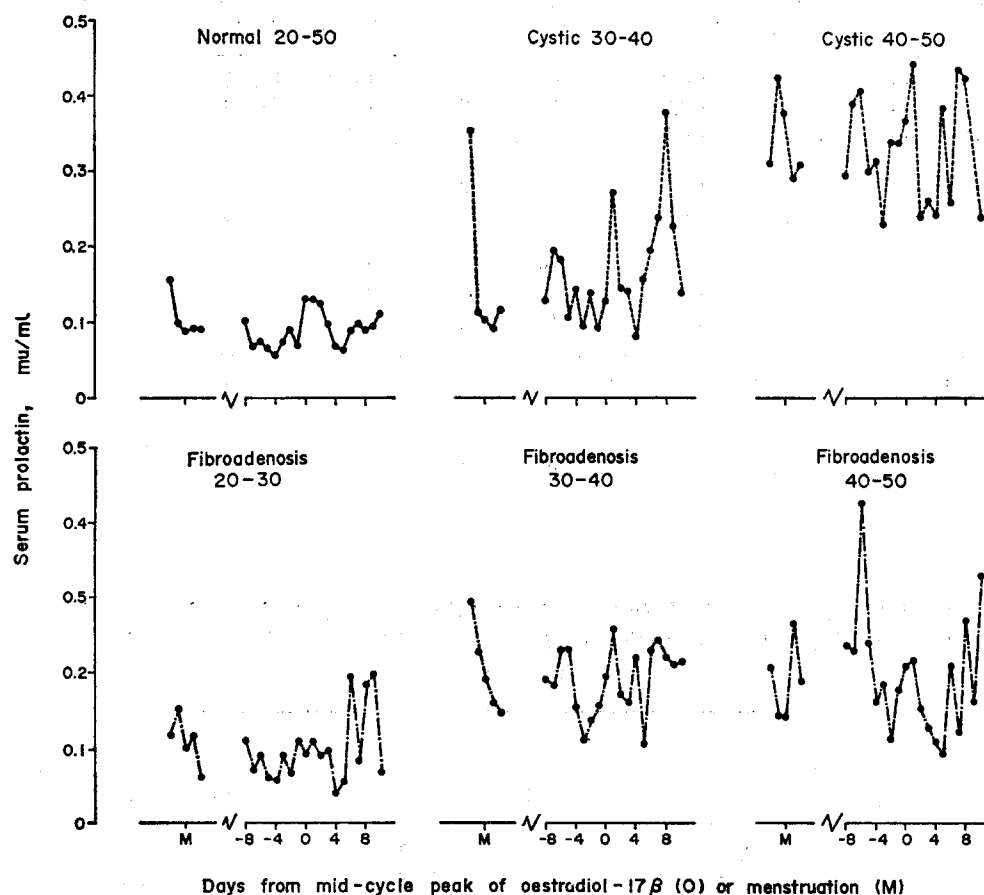 0.5
Normal 20-50
Cystic 30-40
Cystic 40-50
0.4
0.3
0.2
0.1
0
Serum prolactin, mu/ml
0.5
Fibroadenosis
20-30
Fibroadenosis
30-40
Fibroadenosis
40-50
0.4
0.5
0.2
0.1
0
M -8 -4 0 4 8 M -8 -4 0 4 8 M -8 -4 0 4 8
Days from mid-cycle peak of oestradiol-17β (0) or menstruation (M)